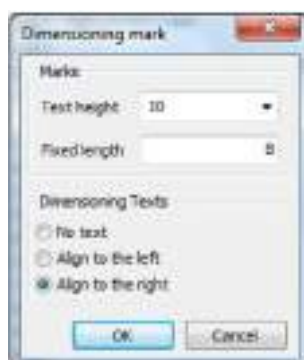 Dimensioning mark
Marks
Text height 10
Fixed length 8
Dimensioning Texts
No text
Align to the left
Align to the right
OK Cancel